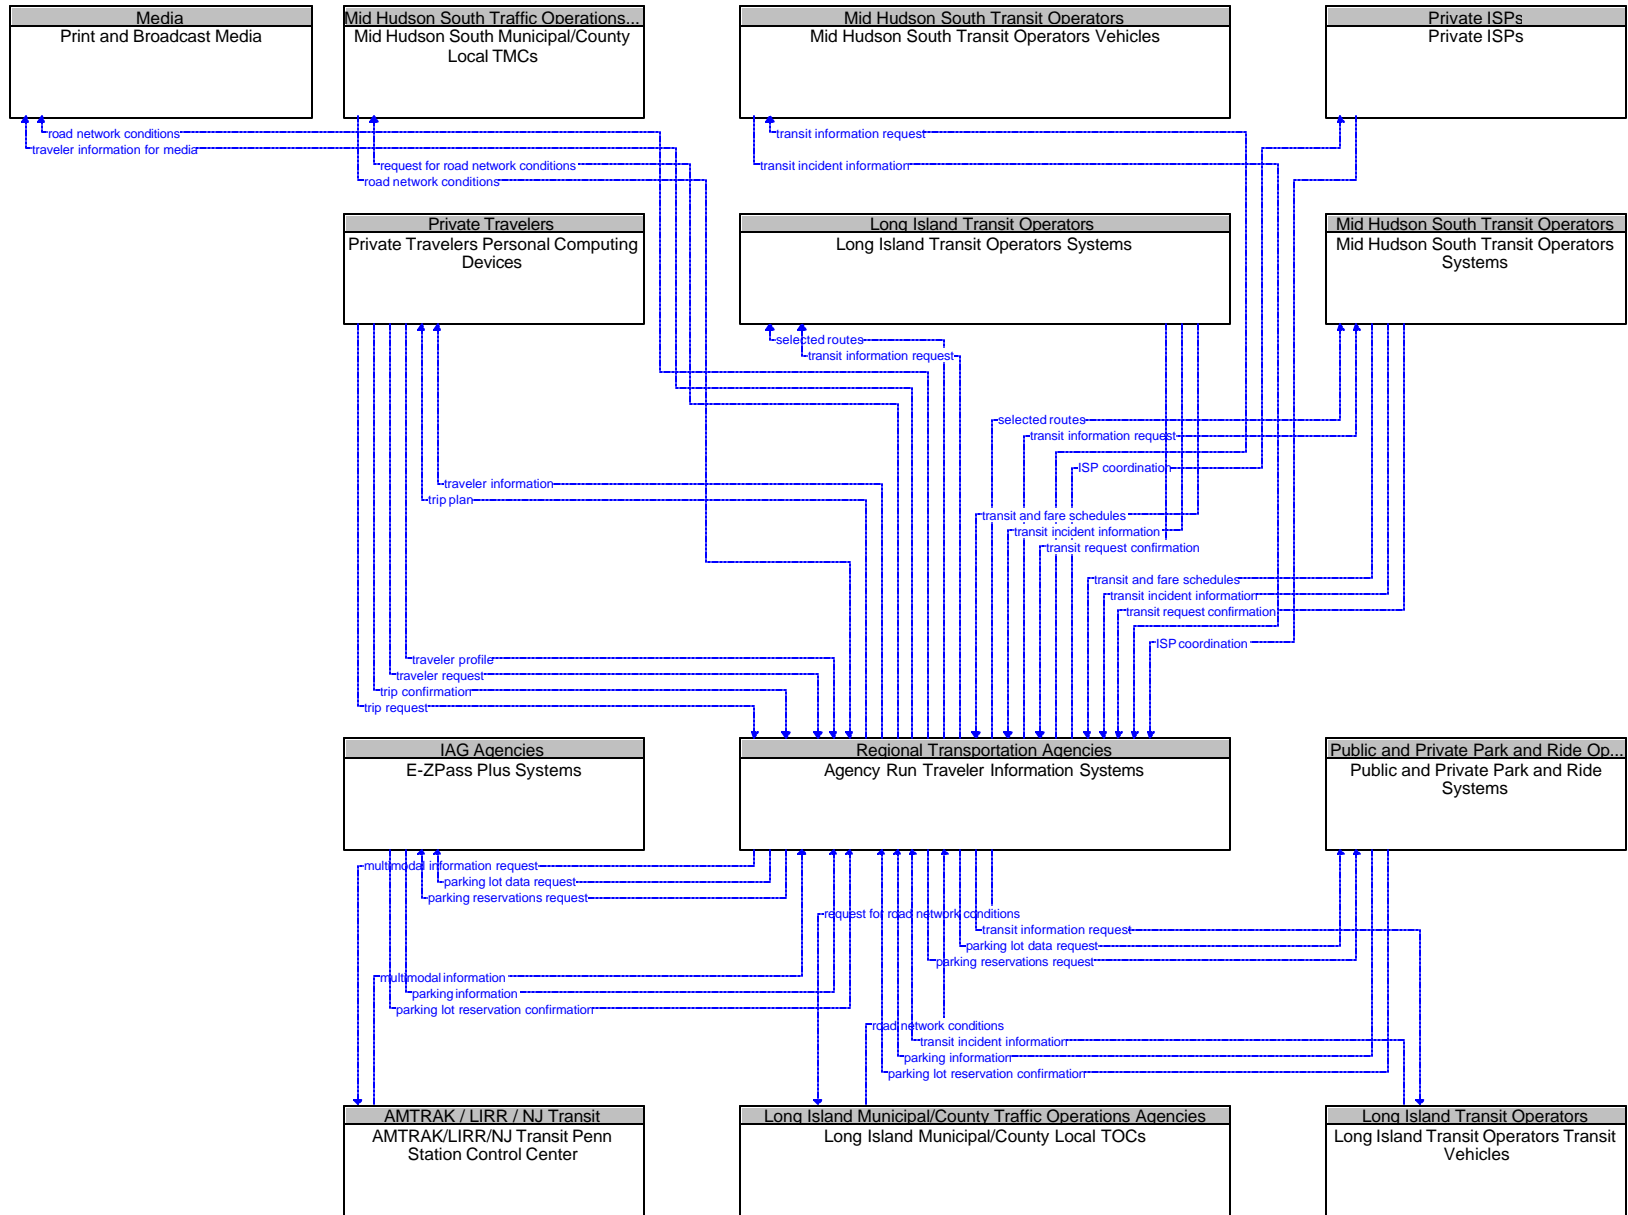 Media
Print and Broadcast Media
Mid Hudson South Traffic Operations...
Mid Hudson South Municipal/County
Local TMCs
Mid Hudson South Transit Operators
Mid Hudson South Transit Operators Vehicles
Private ISPs
Private ISPs
road network conditions
traveler information for media
request for road network conditions
road network conditions
transit information request
transit incident information
Private Travelers
Private Travelers Personal Computing
Devices
Long Island Transit Operators
Long Island Transit Operators Systems
Mid Hudson South Transit Operators
Mid Hudson South Transit Operators
Systems
selected routes
transit information request
selected routes
transit information request
ISP coordination
traveler information
trip plan
transit and fare schedules
transit incident information
transit request confirmation
transit and fare schedules
transit incident information
transit request confirmation
ISP coordination
traveler profile
traveler request
trip confirmation
trip request
IAG Agencies
E-ZPass Plus Systems
Regional Transportation Agencies
Agency Run Traveler Information Systems
Public and Private Park and Ride Op...
Public and Private Park and Ride
Systems
multimodal information request
parking lot data request
parking reservations request
request for road network conditions
transit information request
parking lot data request
parking reservations request
multimodal information
parking information
parking lot reservation confirmation
road network conditions
transit incident information
parking information
parking lot reservation confirmation
AMTRAK / LIRR / NJ Transit
AMTRAK/LIRR/NJ Transit Penn
Station Control Center
Long Island Municipal/County Traffic Operations Agencies
Long Island Municipal/County Local TOCs
Long Island Transit Operators
Long Island Transit Operators Transit
Vehicles